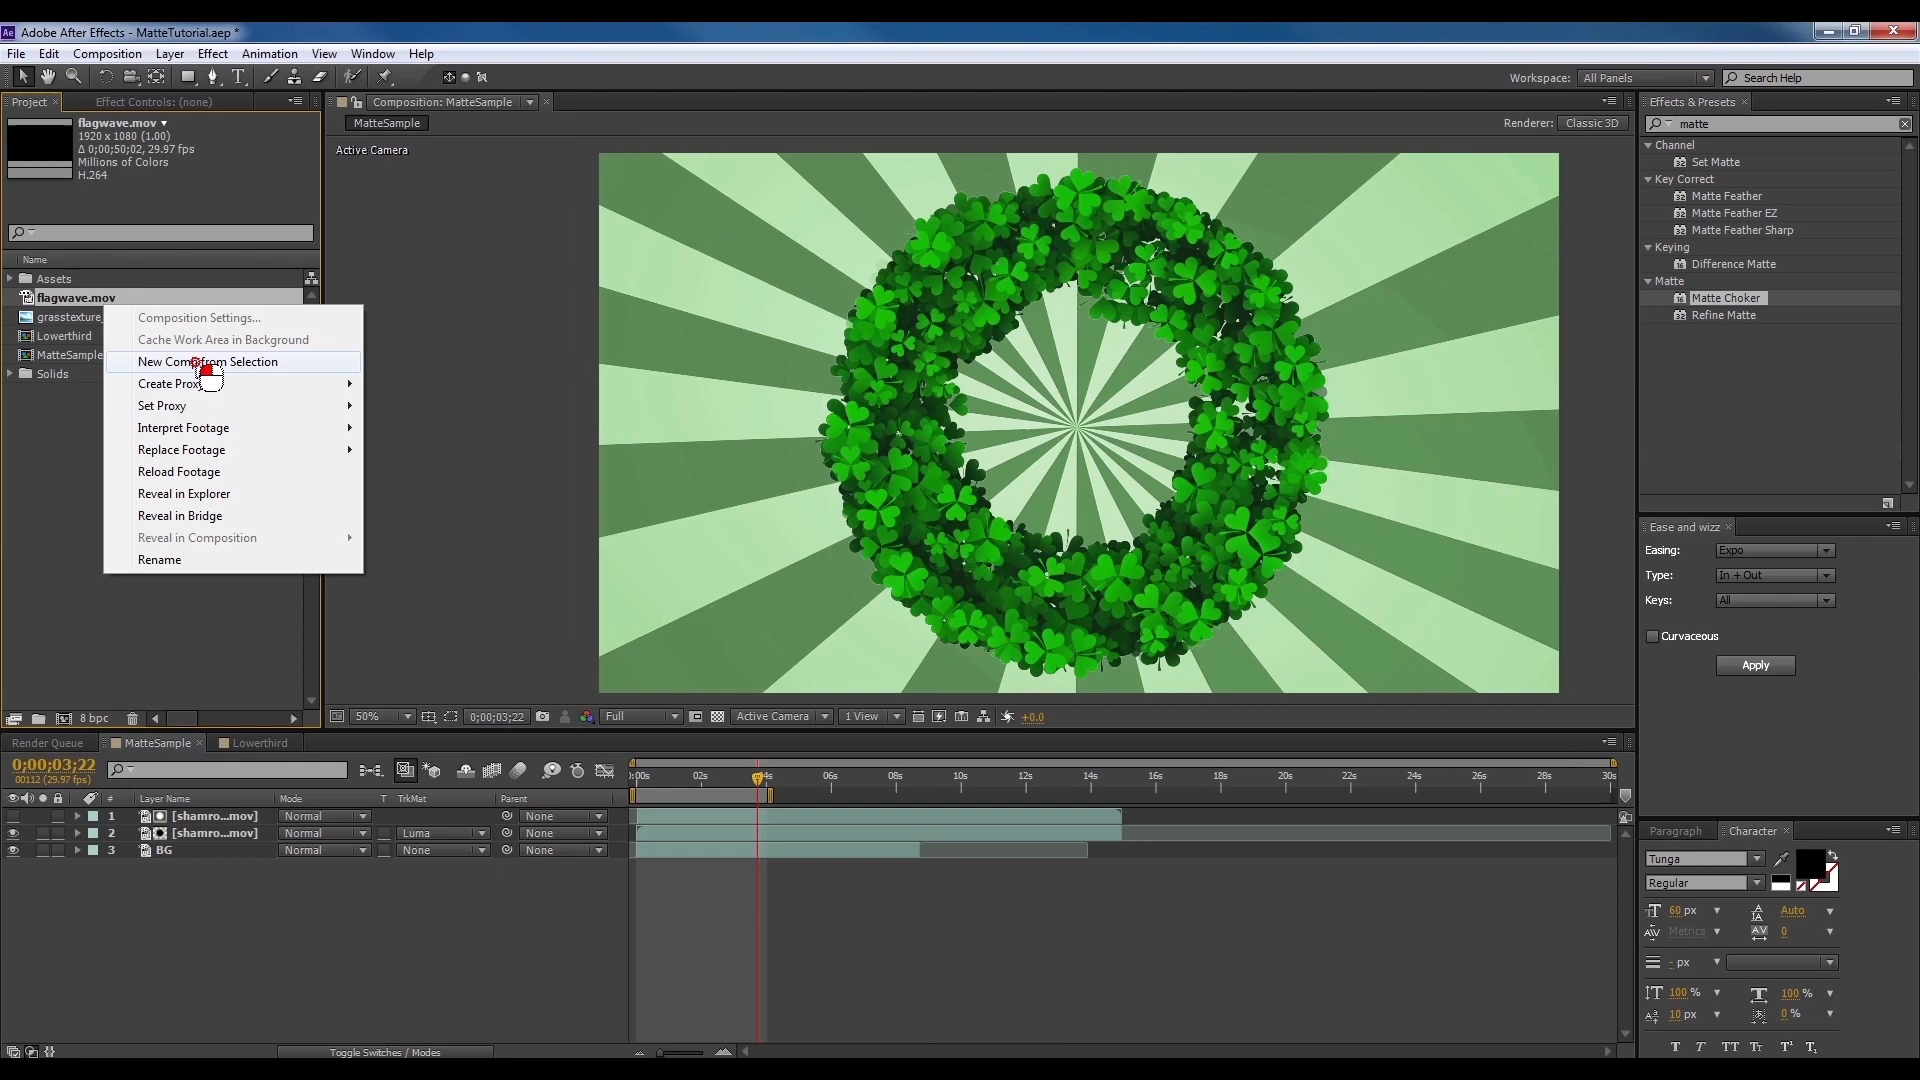 Ae Adobe After Effects - MatteTutorial.aep *
File Edit Composition Layer Effect Animation View Window Help
Workspace: All Panels Search Help
Project Effect Controls: (none)
Composition: MatteSample
Effects & Presets
flagwave.mov
1920 x 1080 (1.00)
Δ 0;00;50;02, 29.97 fps
Millions of Colors
H.264
MatteSample
Renderer: Classic 3D
Active Camera
matte
Channel
Set Matte
Key Correct
Matte Feather
Matte Feather EZ
Matte Feather Sharp
Keying
Difference Matte
Matte
Matte Choker
Refine Matte
Name
Assets
flagwave.mov
grasstexture_
Lowerthird
MatteSample
Solids
Composition Settings...
Cache Work Area in Background
New Comp from Selection
Create Proxy
Set Proxy
Interpret Footage
Replace Footage
Reload Footage
Reveal in Explorer
Reveal in Bridge
Reveal in Composition
Rename
Ease and wizz
Easing: Expo
Type: In + Out
Keys: All
Curvaceous
Apply
8 bpc
50% 0;00;03;22 Full Active Camera 1 View +0.0
Render Queue MatteSample Lowerthird
0;00;03;22
00112 (29.97 fps)
0:00s 02s 04s 06s 08s 10s 12s 14s 16s 18s 20s 22s 24s 26s 28s 30s
# Layer Name Mode T TrkMat Parent
1 [shamro...mov] Normal None
2 [shamro...mov] Normal Luma None
3 BG Normal None None
Toggle Switches / Modes
Paragraph Character
Tunga
Regular
60 px Auto
Metrics 0
- px
100 % 100 %
10 px 0 %
T T TT Tт T¹ T₁